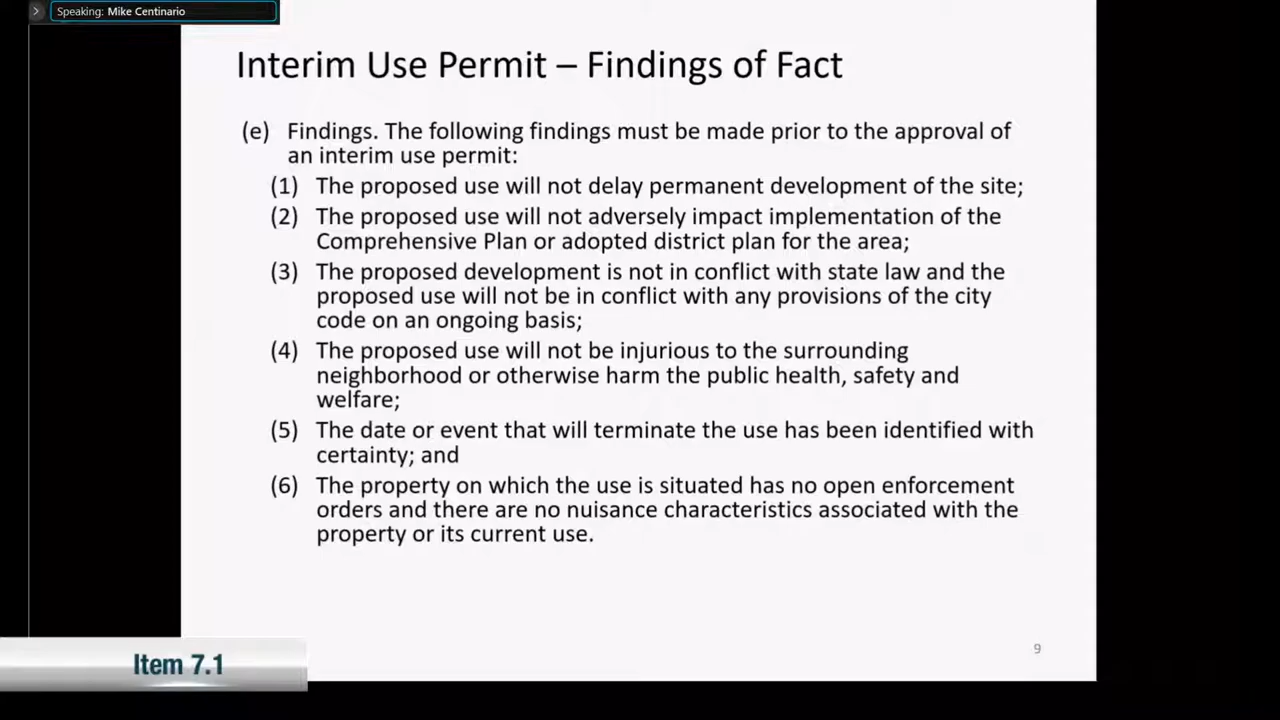 Speaking: Mike Centinario
Interim Use Permit – Findings of Fact
(e) Findings. The following findings must be made prior to the approval of
an interim use permit:
(1) The proposed use will not delay permanent development of the site;
(2) The proposed use will not adversely impact implementation of the
Comprehensive Plan or adopted district plan for the area;
(3) The proposed development is not in conflict with state law and the
proposed use will not be in conflict with any provisions of the city
code on an ongoing basis;
(4) The proposed use will not be injurious to the surrounding
neighborhood or otherwise harm the public health, safety and
welfare;
(5) The date or event that will terminate the use has been identified with
certainty; and
(6) The property on which the use is situated has no open enforcement
orders and there are no nuisance characteristics associated with the
property or its current use.
9
Item 7.1